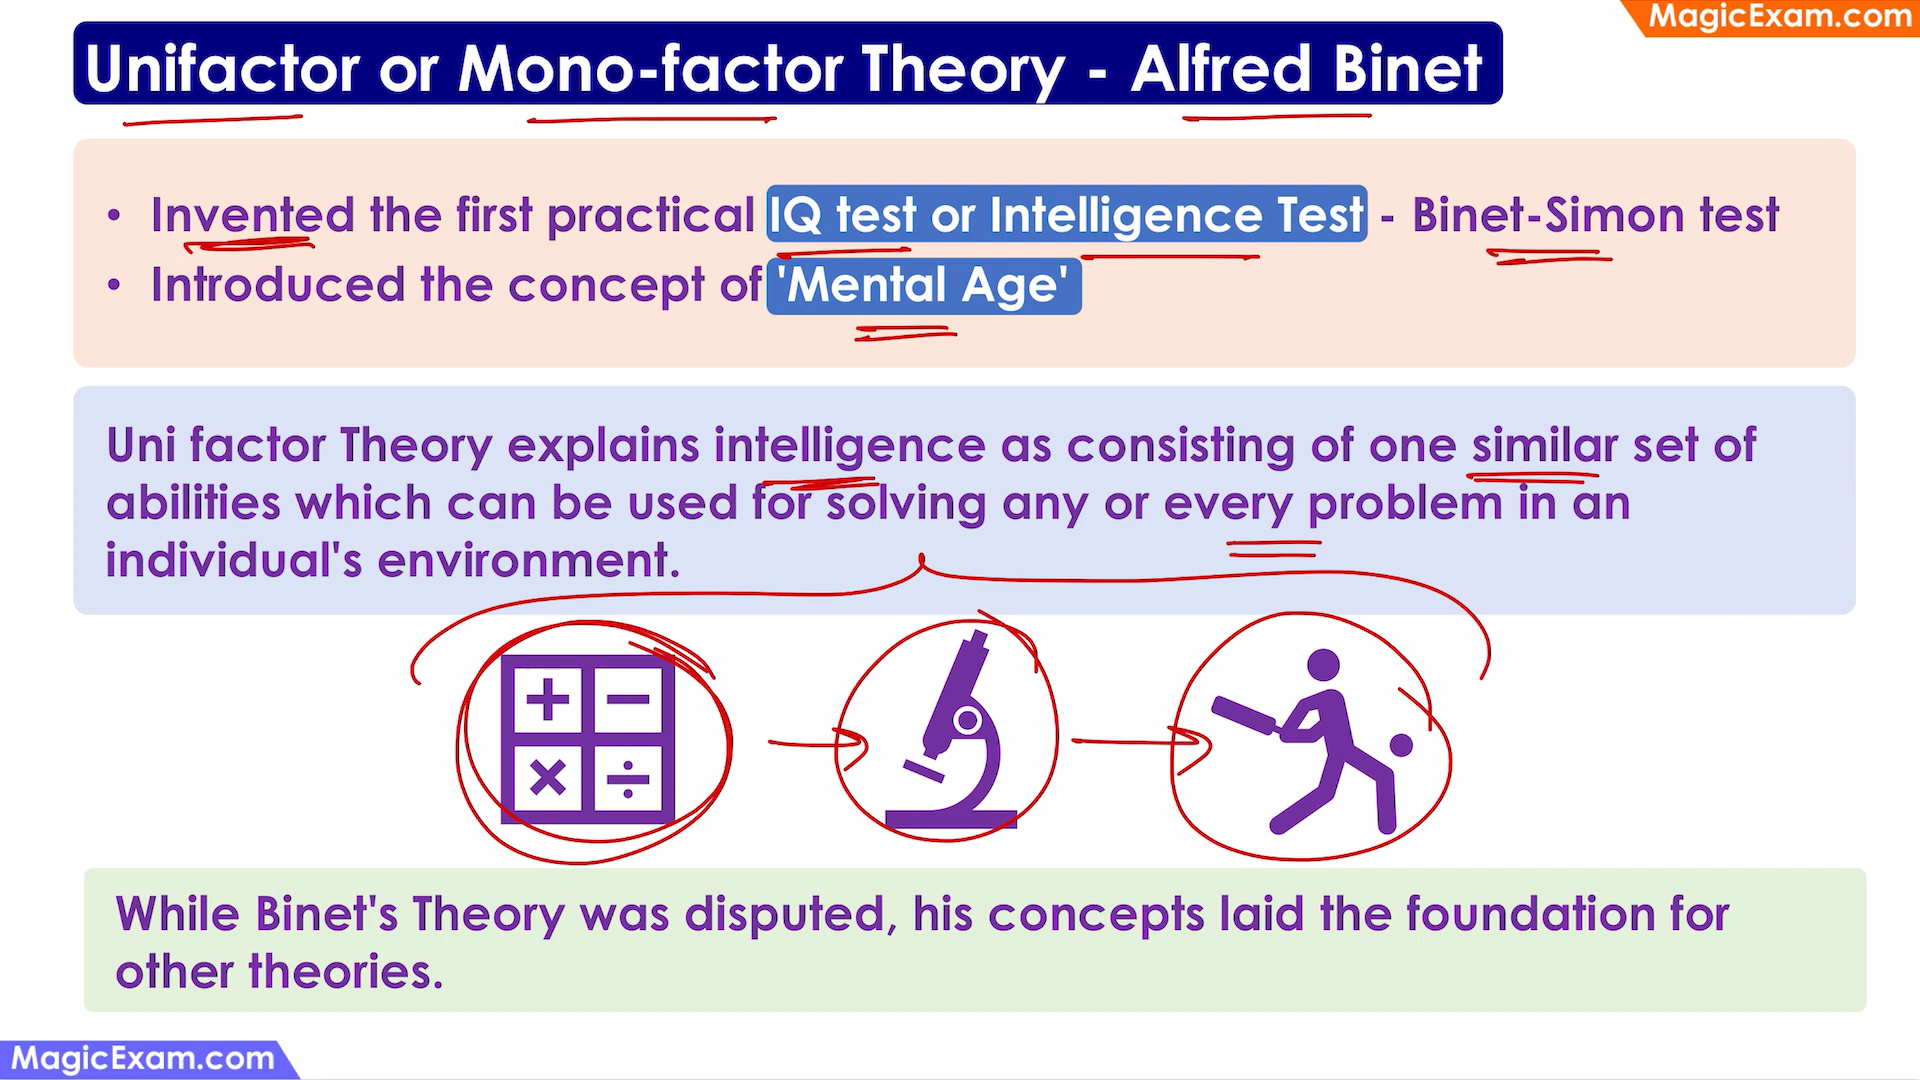 MagicExam.com
Unifactor or Mono-factor Theory - Alfred Binet
• Invented the first practical IQ test or Intelligence Test - Binet-Simon test
• Introduced the concept of 'Mental Age'
Uni factor Theory explains intelligence as consisting of one similar set of
abilities which can be used for solving any or every problem in an
individual's environment.
+ −
× ÷
While Binet's Theory was disputed, his concepts laid the foundation for
other theories.
MagicExam.com